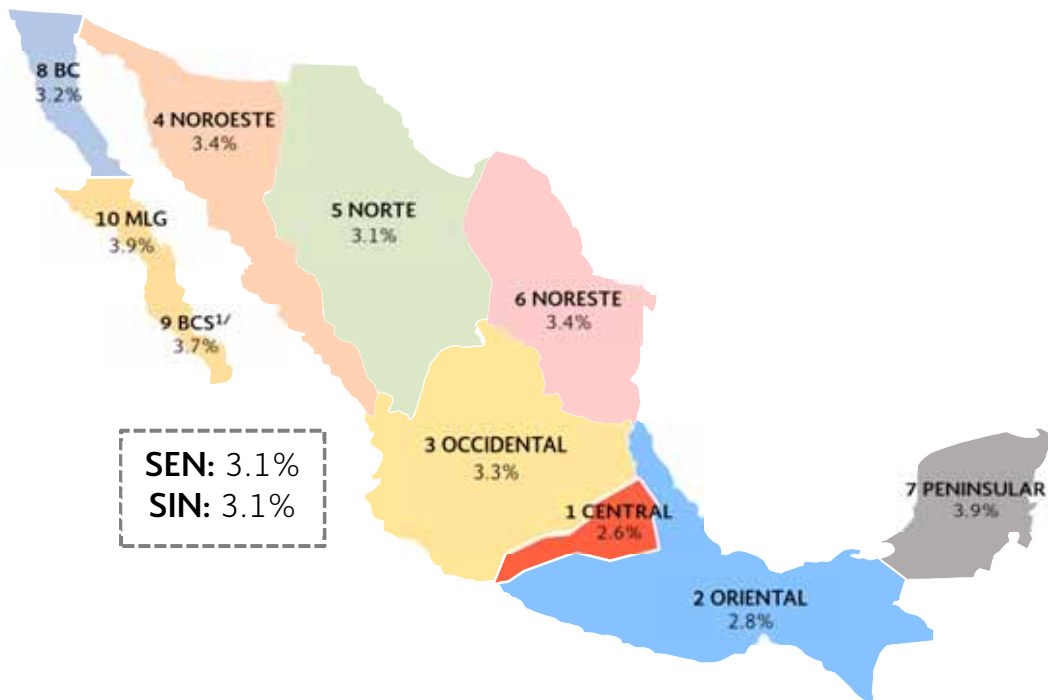 8 BC
3.2%
4 NOROESTE
3.4%
5 NORTE
3.1%
10 MLG
3.9%
6 NORESTE
3.4%
9 BCS¹/
3.7%
3 OCCIDENTAL
3.3%
SEN: 3.1%
SIN: 3.1%
7 PENINSULAR
3.9%
1 CENTRAL
2.6%
2 ORIENTAL
2.8%